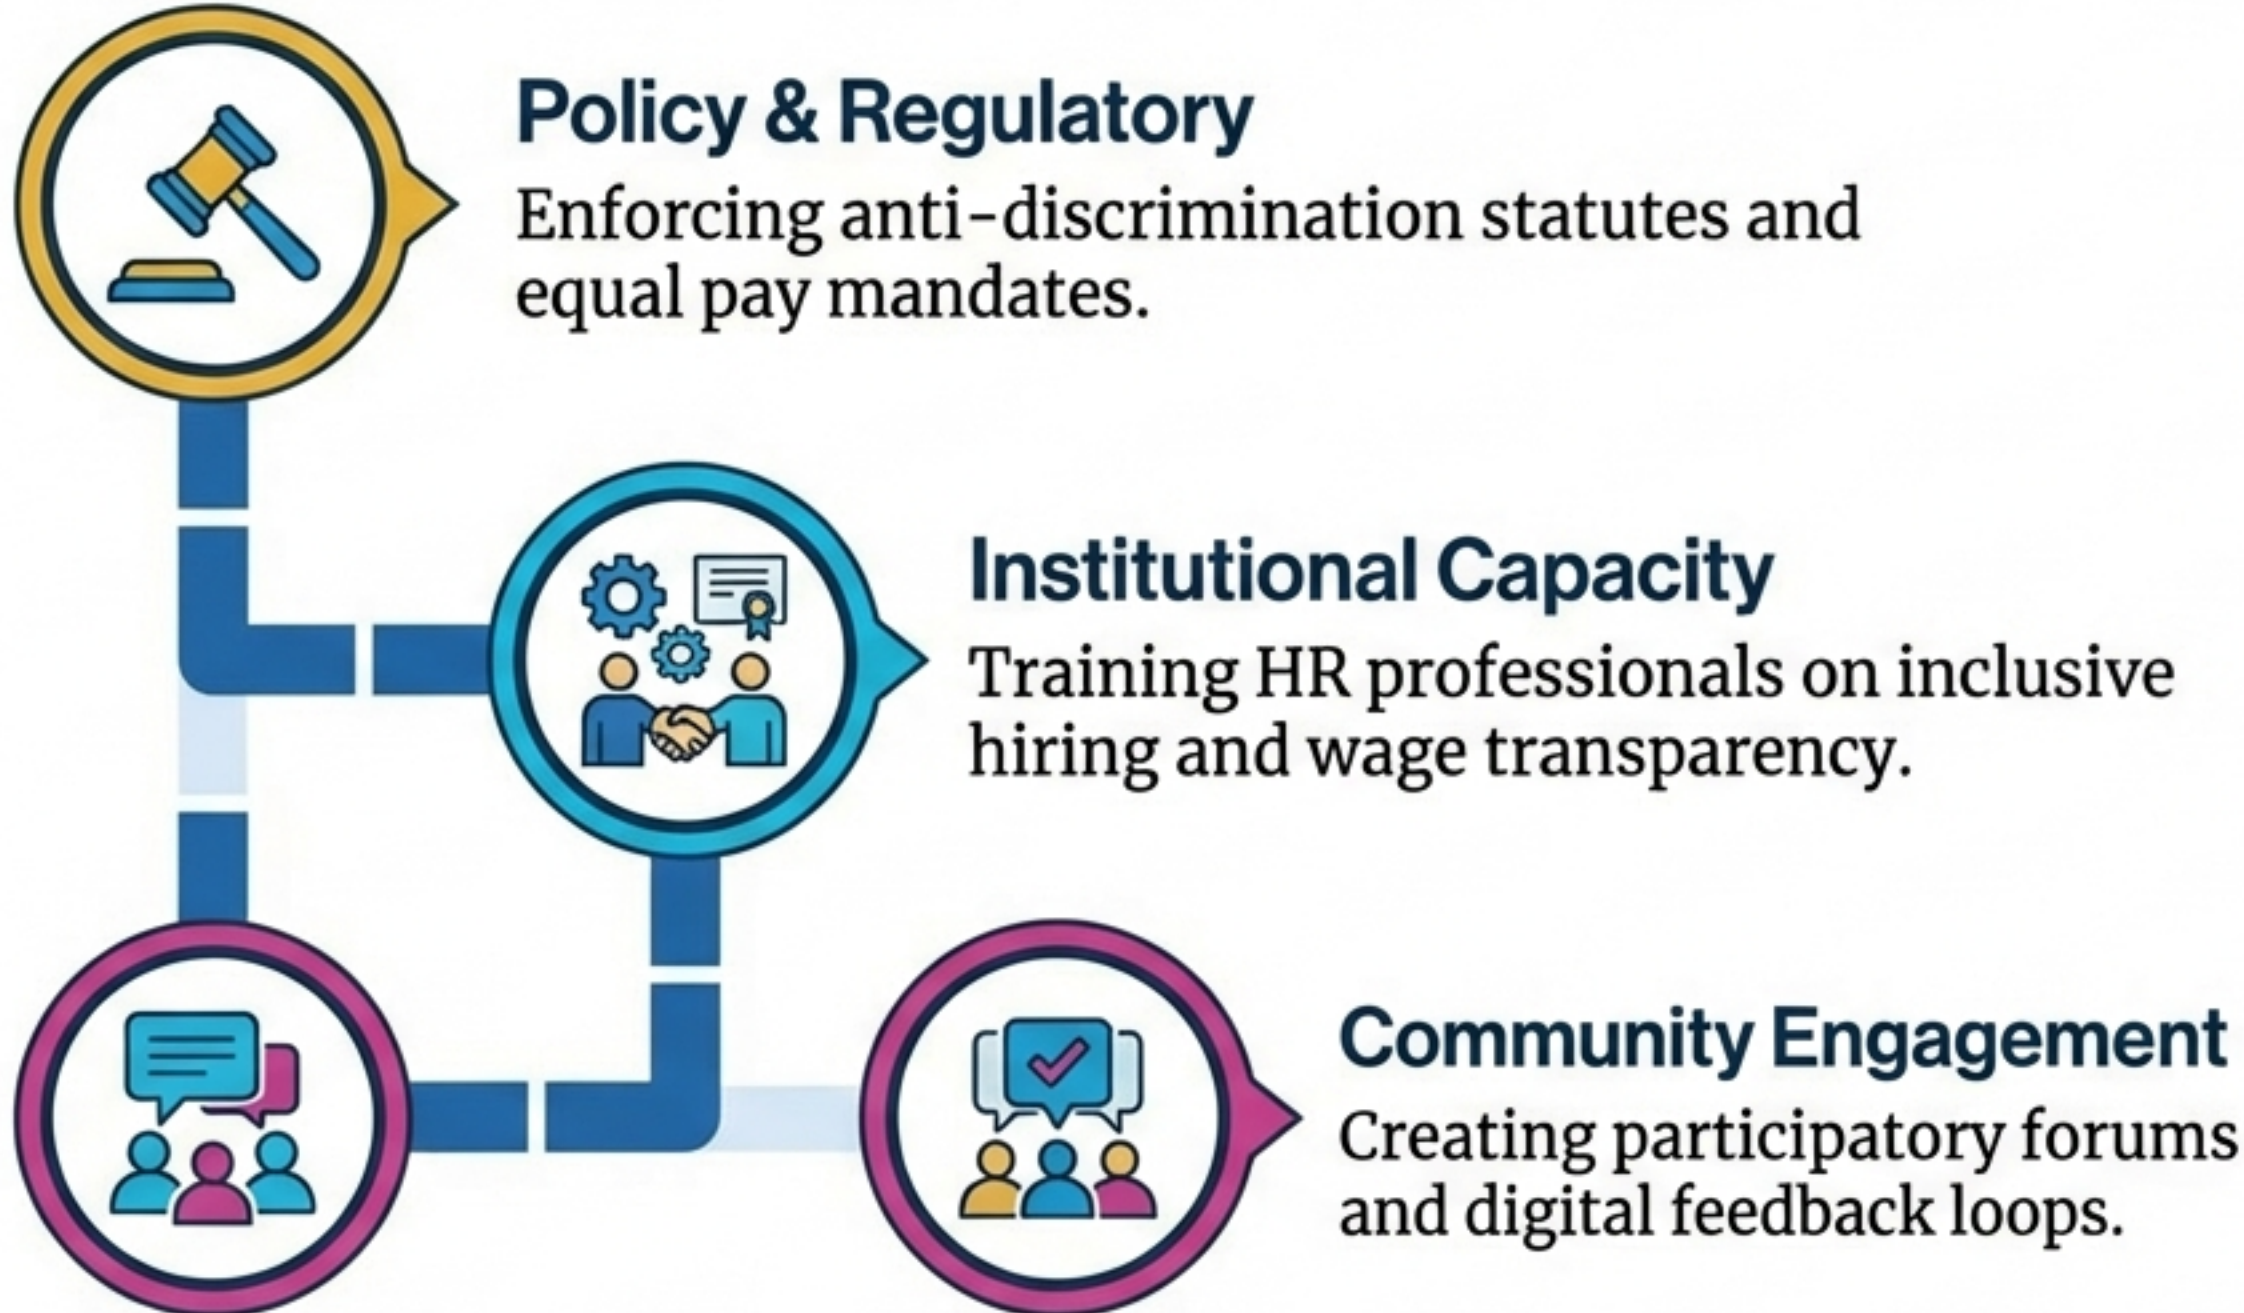 Policy & Regulatory
Enforcing anti-discrimination statutes and
equal pay mandates.
Institutional Capacity
Training HR professionals on inclusive
hiring and wage transparency.
Community Engagement
Creating participatory forums
and digital feedback loops.